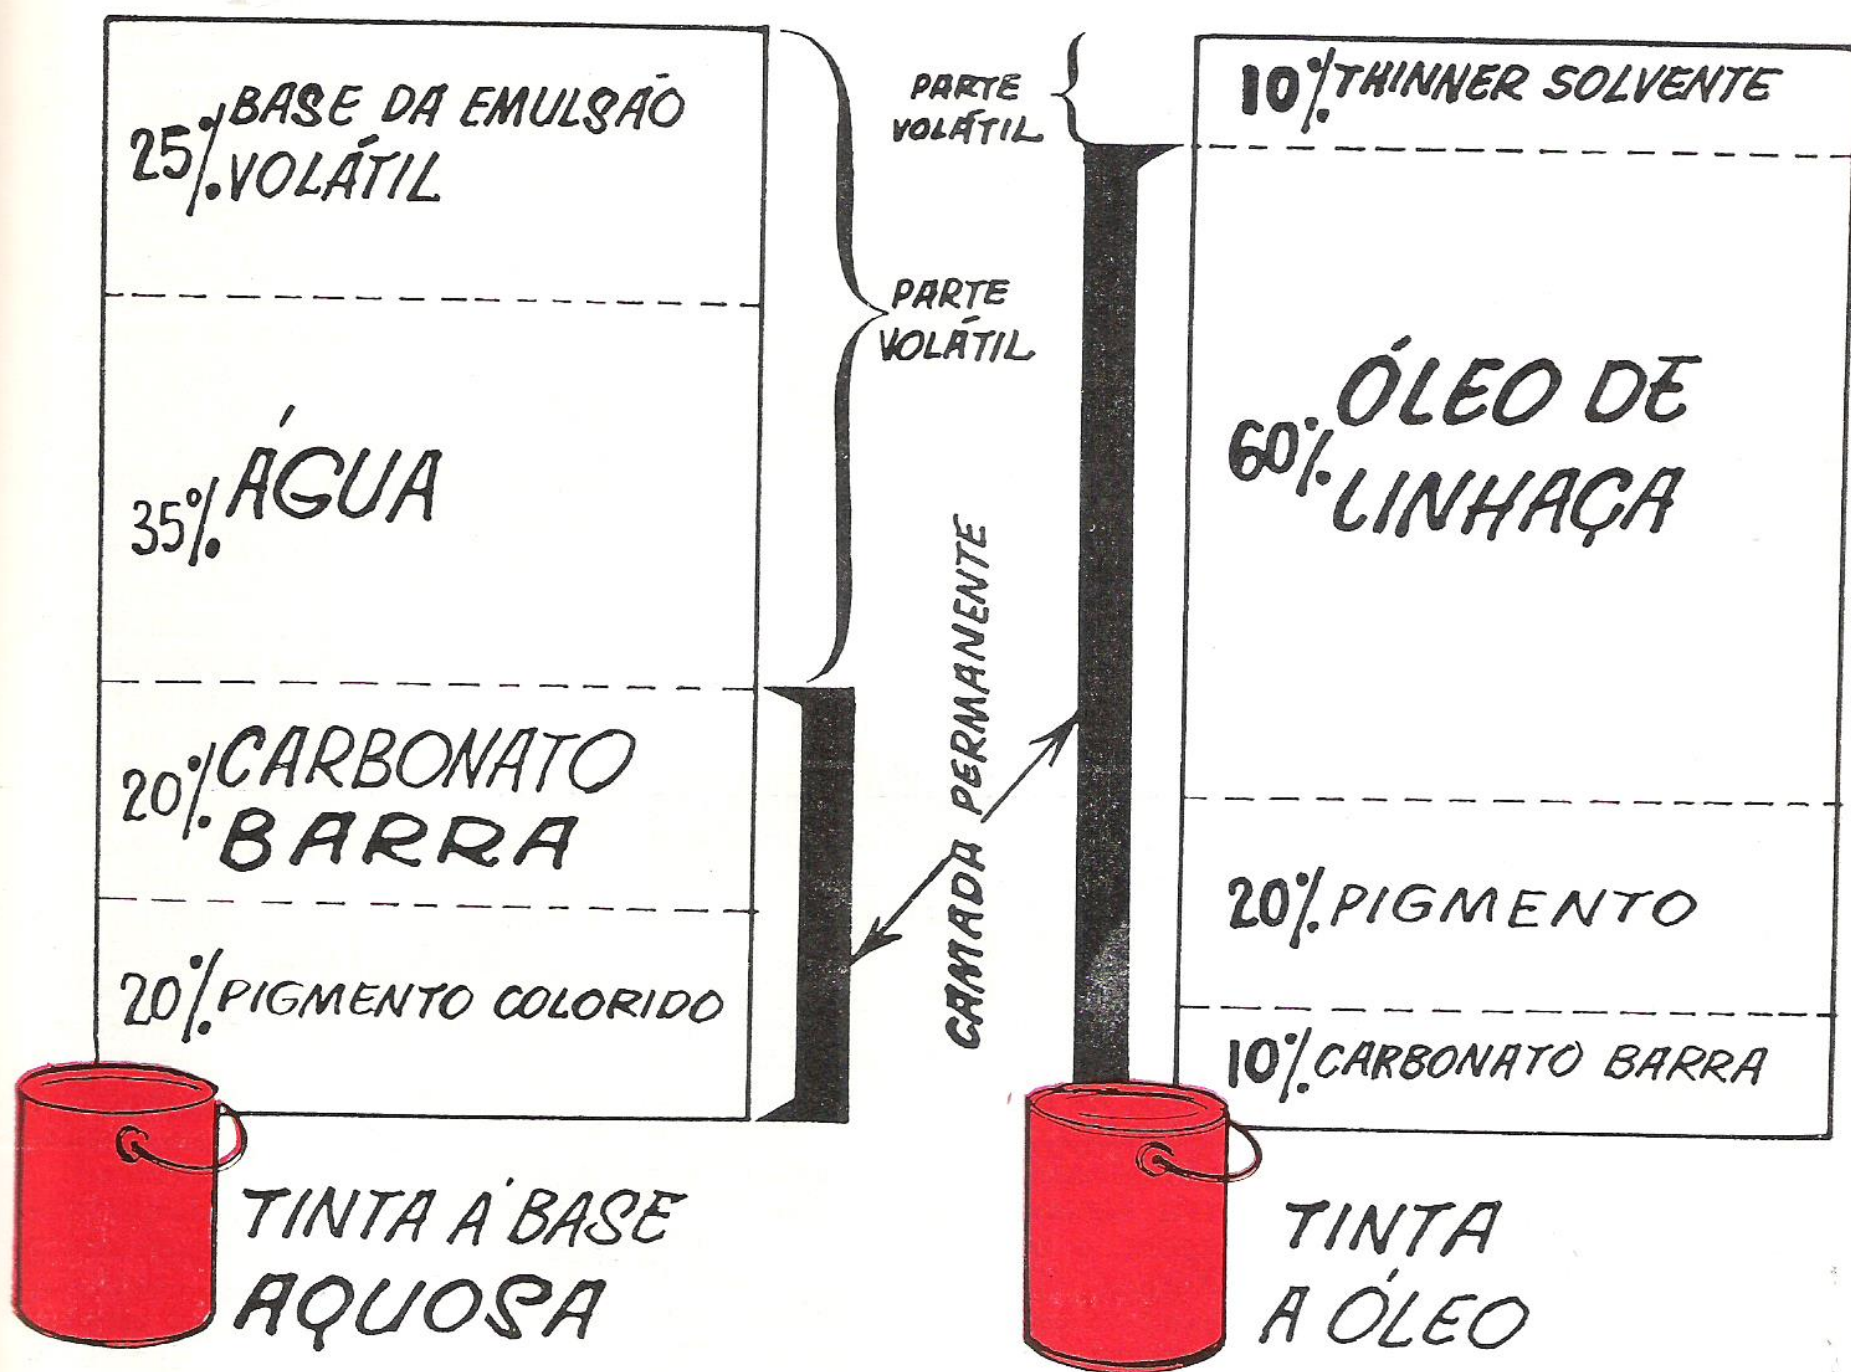 25% BASE DA EMULSÃO
VOLÁTIL
35% ÁGUA
20% CARBONATO
BARRA
20% PIGMENTO COLORIDO
TINTA Á BASE
AQUOSA
PARTE
VOLÁTIL
PARTE
VOLÁTIL
CAMADA PERMANENTE
10% THINNER SOLVENTE
60% ÓLEO DE
LINHAÇA
20% PIGMENTO
10% CARBONATO BARRA
TINTA
A ÓLEO